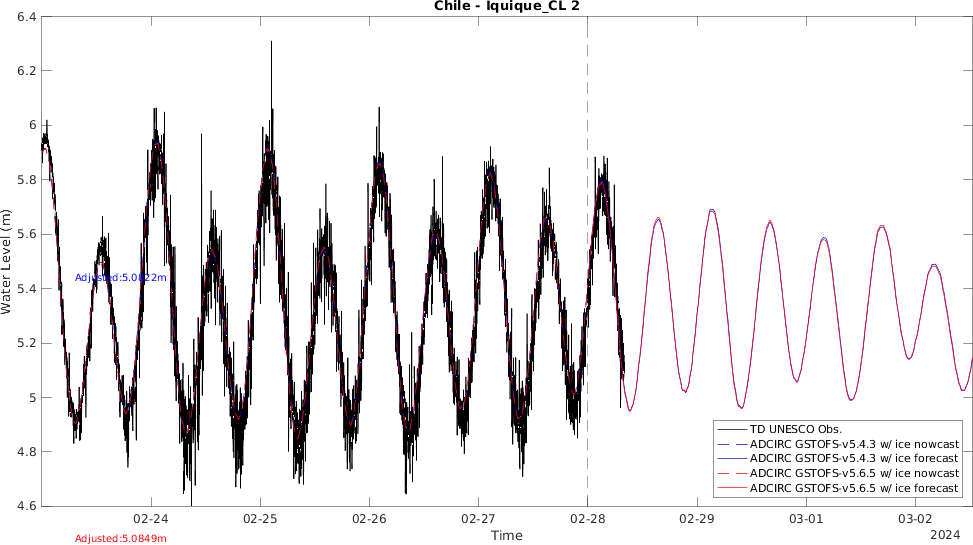 Chile - Iquique_CL 2
6.4
6.2
6
5.8
5.6
5.4
5.2
5
4.8
4.6
Water Level (m)
Adjusted:5.0822m
TD UNESCO Obs.
ADCIRC GSTOFS-v5.4.3 w/ ice nowcast
ADCIRC GSTOFS-v5.4.3 w/ ice forecast
ADCIRC GSTOFS-v5.6.5 w/ ice nowcast
ADCIRC GSTOFS-v5.6.5 w/ ice forecast
02-24 02-25 02-26 02-27 02-28 02-29 03-01 03-02
Time
2024
Adjusted:5.0849m